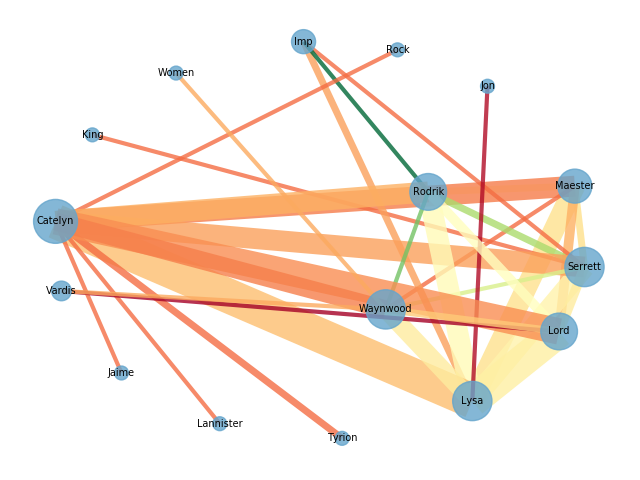 Imp
Rock
Women
Jon
King
Maester
Rodrik
Catelyn
Serrett
Vardis
Waynwood
Lord
Jaime
Lysa
Lannister
Tyrion